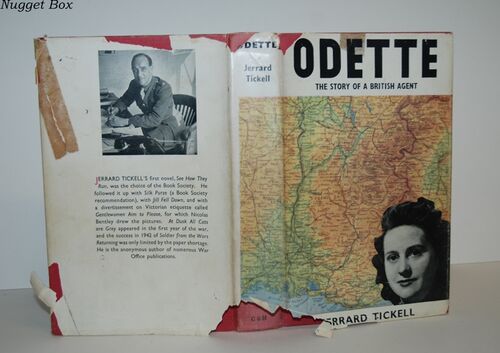 Nugget Box
JERRARD TICKELL'S first novel, See How They
Run, was the choice of the Book Society. He
followed it up with Silk Purse (a Book Society
recommendation), with Jill Fell Down, and with
a divertissement on Victorian etiquette called
Gentlewomen Aim to Please, for which Nicolas
Bentley drew the pictures. At Dusk All Cats
are Grey appeared in the first year of the war,
and the success in 1942 of Soldier from the Wars
Returning was only limited by the paper shortage.
He is the anonymous author of numerous War
Office publications.
ODETTE
Jerrard
Tickell
C & H
ODETTE
THE STORY OF A BRITISH AGENT
JERRARD TICKELL